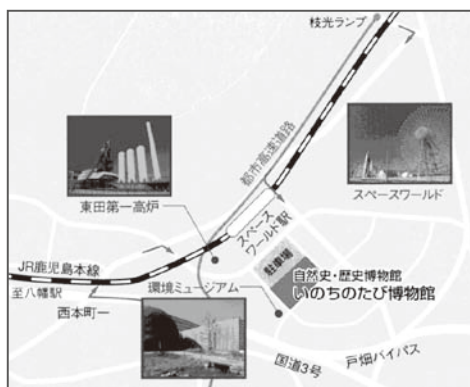 枝光ランプ
都市高速道路
スペースワールド
東田第一高炉
スペース
ワールド駅
駐車場
自然史・歴史博物館
いのちのたび博物館
JR鹿児島本線
至八幡駅
環境ミュージアム
西本町一
国道3号
戸畑バイパス